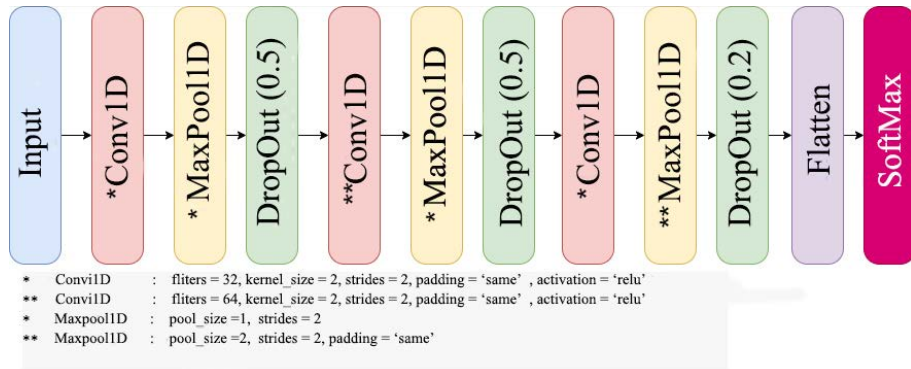 Input
*Conv1D
* MaxPool1D
DropOut (0.5)
**Conv1D
*MaxPool1D
DropOut (0.5)
*Conv1D
**MaxPool1D
DropOut (0.2)
Flatten
SoftMax
* Convi1D : fliters = 32, kernel_size = 2, strides = 2, padding = ‘same’ , activation = ‘relu’
** Convi1D : fliters = 64, kernel_size = 2, strides = 2, padding = ‘same’ , activation = ‘relu’
* Maxpool1D : pool_size =1, strides = 2
** Maxpool1D : pool_size =2, strides = 2, padding = ‘same’